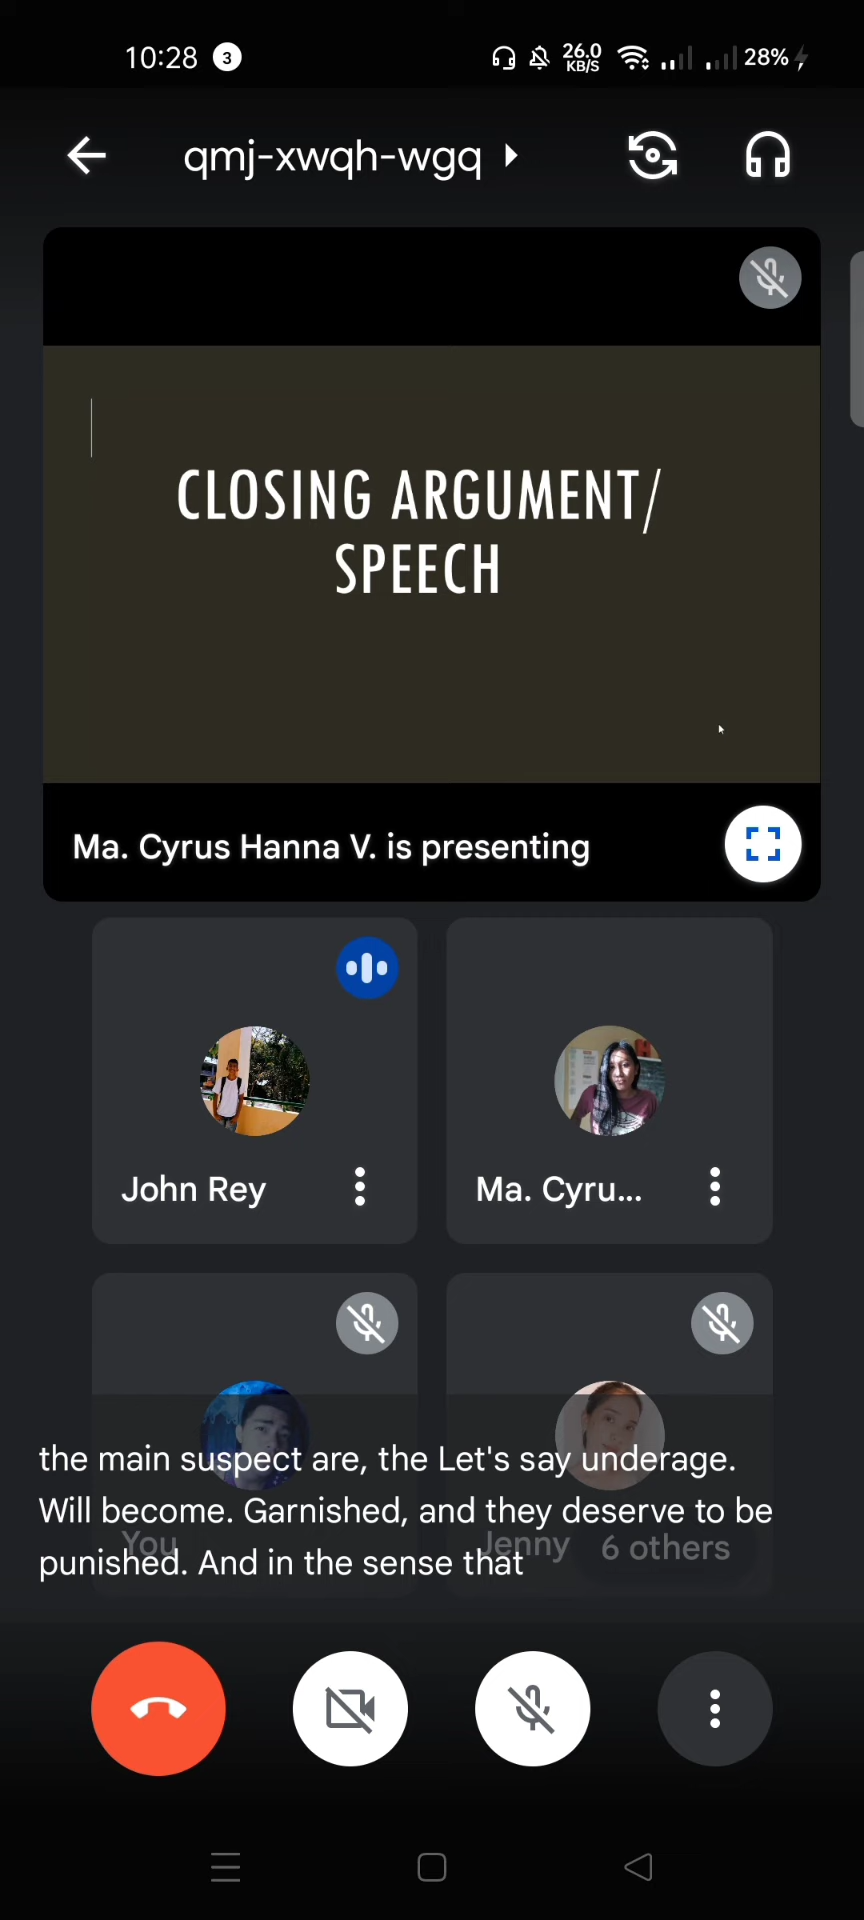 10:28 3 26.0 KB/S 28%
qmj-xwqh-wgq
CLOSING ARGUMENT/
SPEECH
Ma. Cyrus Hanna V. is presenting
John Rey
Ma. Cyru...
the main suspect are, the Let's say underage.
Will become. Garnished, and they deserve to be
punished. And in the sense that
You
Jenny
6 others